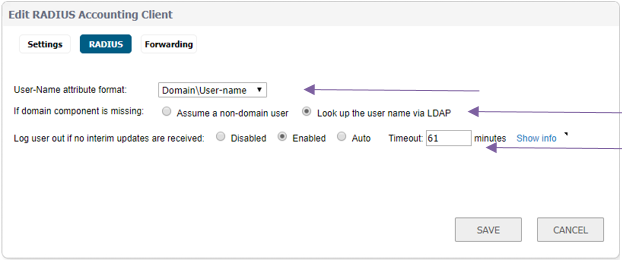 Edit RADIUS Accounting Client
Settings RADIUS Forwarding
User-Name attribute format: Domain\User-name
If domain component is missing: Assume a non-domain user Look up the user name via LDAP
Log user out if no interim updates are received: Disabled Enabled Auto Timeout: 61 minutes Show info
SAVE CANCEL